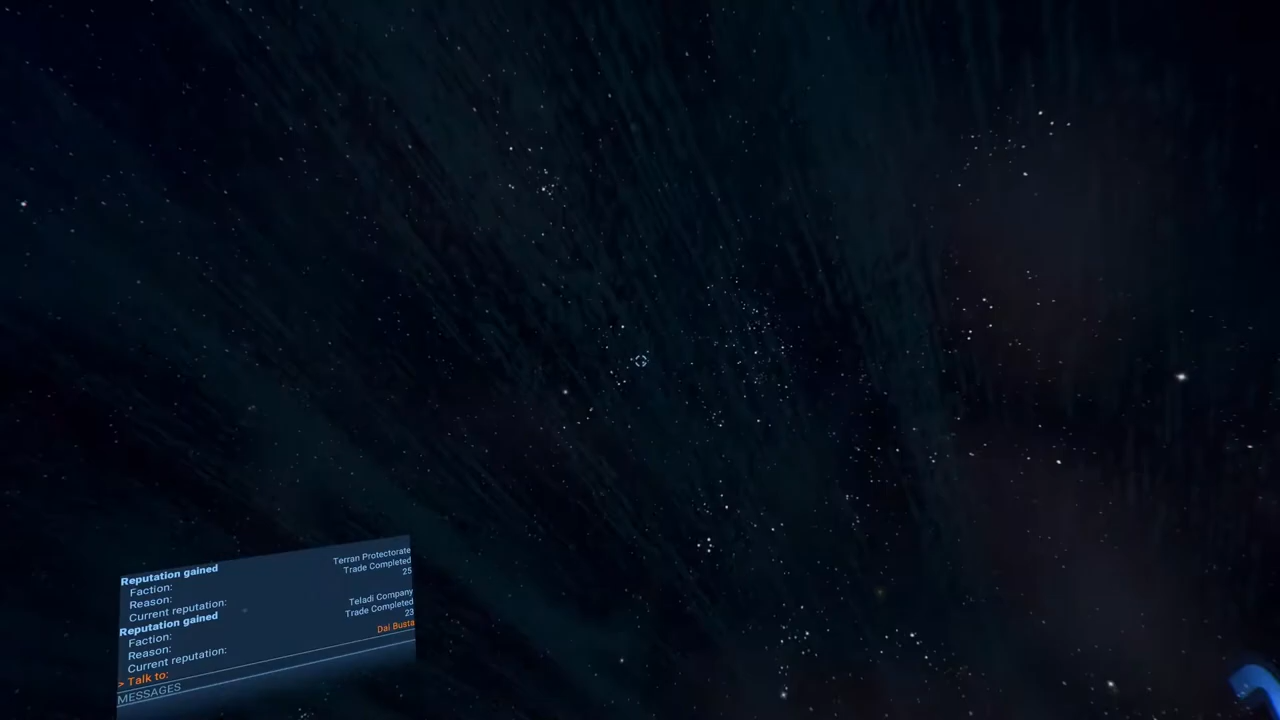 Reputation gained
Faction: Terran Protectorate
Reason: Trade Completed
Current reputation: 25
Reputation gained
Faction: Teladi Company
Reason: Trade Completed
Current reputation: 23
> Talk to: Dai Busta
MESSAGES